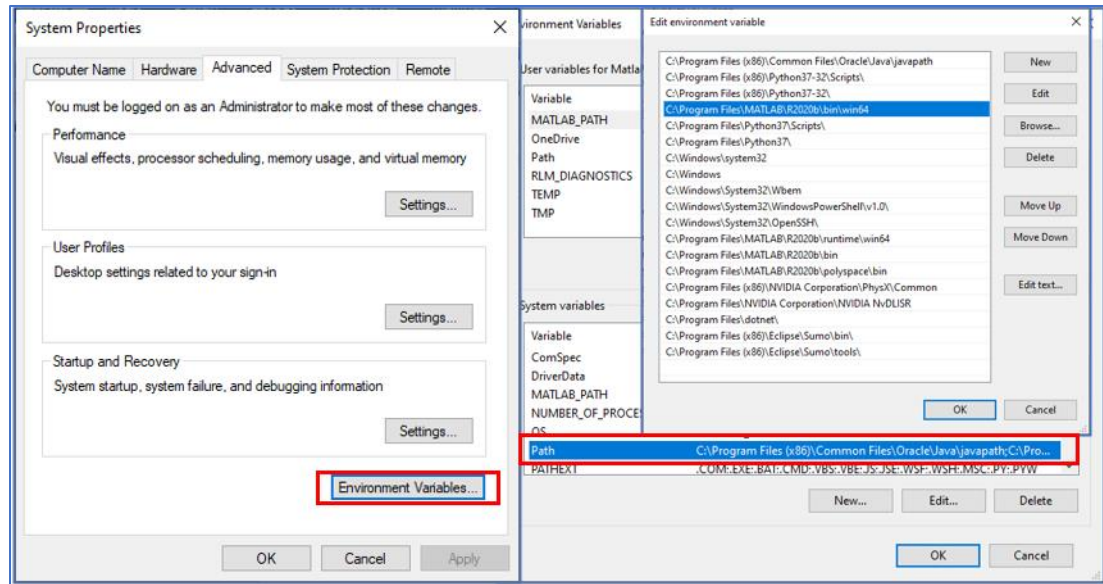 System Properties
Computer Name Hardware Advanced System Protection Remote
You must be logged on as an Administrator to make most of these changes.
Performance
Visual effects, processor scheduling, memory usage, and virtual memory
Settings...
User Profiles
Desktop settings related to your sign-in
Settings...
Startup and Recovery
System startup, system failure, and debugging information
Settings...
Environment Variables...
OK Cancel Apply
Environment Variables
User variables for Matla
Variable
MATLAB_PATH
OneDrive
Path
RLM_DIAGNOSTICS
TEMP
TMP
System variables
Variable
ComSpec
DriverData
MATLAB_PATH
NUMBER_OF_PROCE
OS
Path C:\Program Files (x86)\Common Files\Oracle\Java\javapath;C:\Pro...
PATHEXT .COM;.EXE;.BAT;.CMD;.VBS;.VBE;.JS;.JSE;.WSF;.WSH;.MSC;.PY;.PYW
New... Edit... Delete
OK Cancel
Edit environment variable
C:\Program Files (x86)\Common Files\Oracle\Java\javapath
C:\Program Files (x86)\Python37-32\Scripts\
C:\Program Files (x86)\Python37-32\
C:\Program Files\MATLAB\R2020b\bin\win64
C:\Program Files\Python37\Scripts\
C:\Program Files\Python37\
C:\Windows\system32
C:\Windows
C:\Windows\System32\Wbem
C:\Windows\System32\WindowsPowerShell\v1.0\
C:\Windows\System32\OpenSSH\
C:\Program Files\MATLAB\R2020b\runtime\win64
C:\Program Files\MATLAB\R2020b\bin
C:\Program Files\MATLAB\R2020b\polyspace\bin
C:\Program Files (x86)\NVIDIA Corporation\PhysX\Common
C:\Program Files\NVIDIA Corporation\NVIDIA NvDLISR
C:\Program Files\dotnet\
C:\Program Files (x86)\Eclipse\Sumo\bin\
C:\Program Files (x86)\Eclipse\Sumo\tools\
New
Edit
Browse...
Delete
Move Up
Move Down
Edit text...
OK Cancel